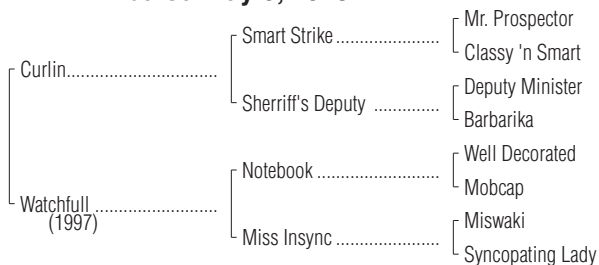 Mr. Prospector
Smart Strike
Classy 'n Smart
Curlin
Deputy Minister
Sherriff's Deputy
Barbarika
Well Decorated
Notebook
Mobcap
Watchfull
(1997)
Miswaki
Miss Insync
Syncopating Lady